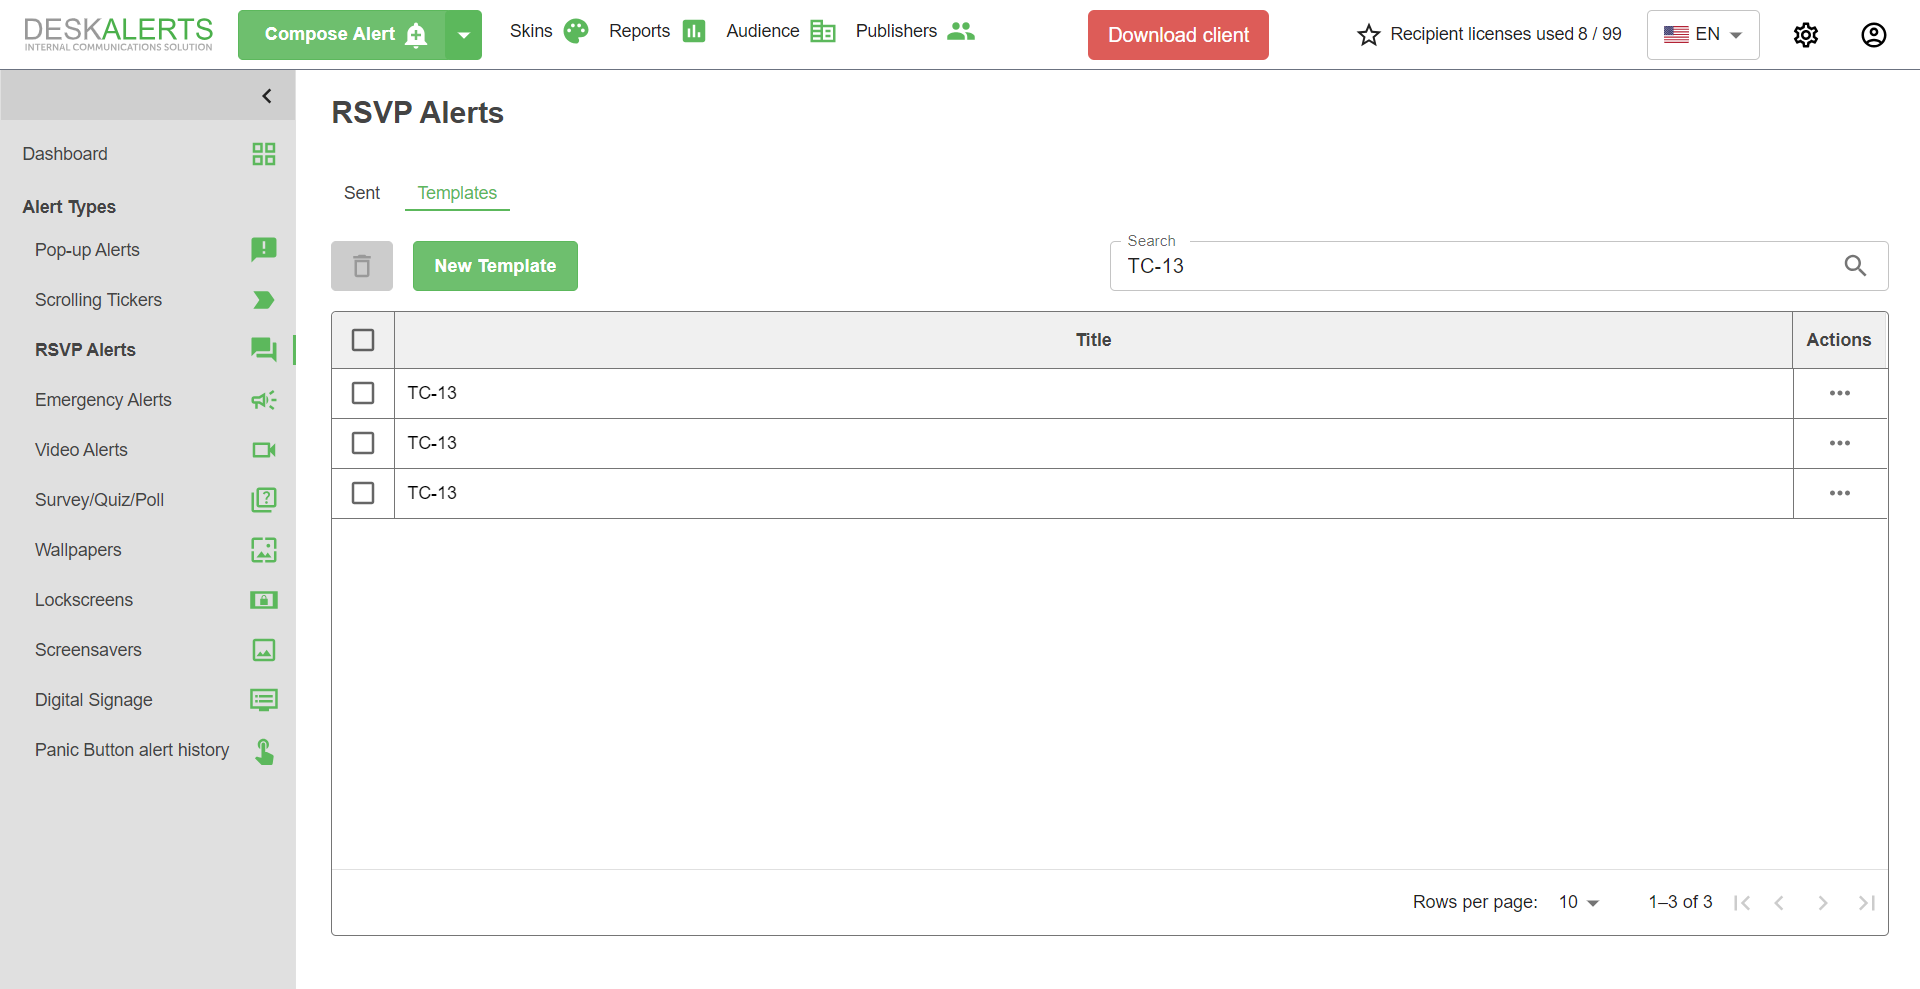 DESKALERTS
INTERNAL COMMUNICATIONS SOLUTION
Compose Alert
Skins
Reports
Audience
Publishers
Download client
Recipient licenses used 8 / 99
EN
Dashboard
Alert Types
Pop-up Alerts
Scrolling Tickers
RSVP Alerts
Emergency Alerts
Video Alerts
Survey/Quiz/Poll
Wallpapers
Lockscreens
Screensavers
Digital Signage
Panic Button alert history
RSVP Alerts
Sent
Templates
New Template
Search
TC-13
Title
Actions
TC-13
TC-13
TC-13
Rows per page: 10
1–3 of 3